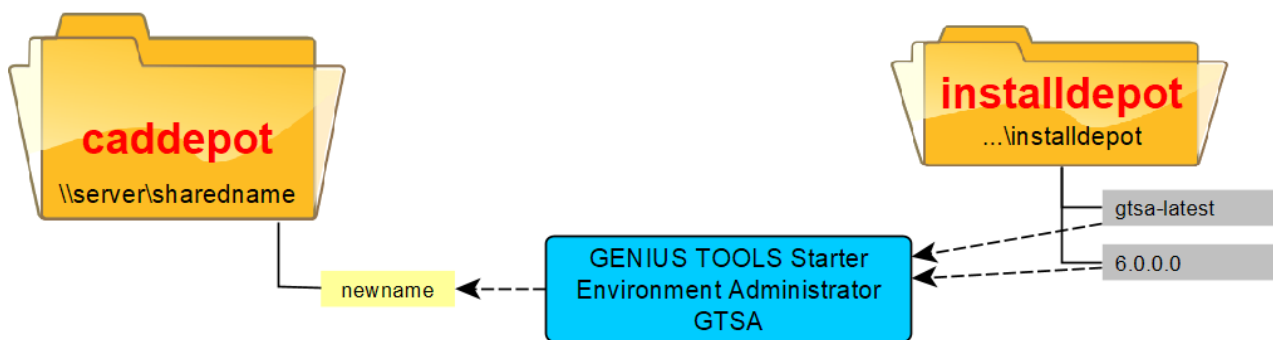 caddepot
\\server\sharedname
newname
GENIUS TOOLS Starter
Environment Administrator
GTSA
installdepot
...\installdepot
gtsa-latest
6.0.0.0